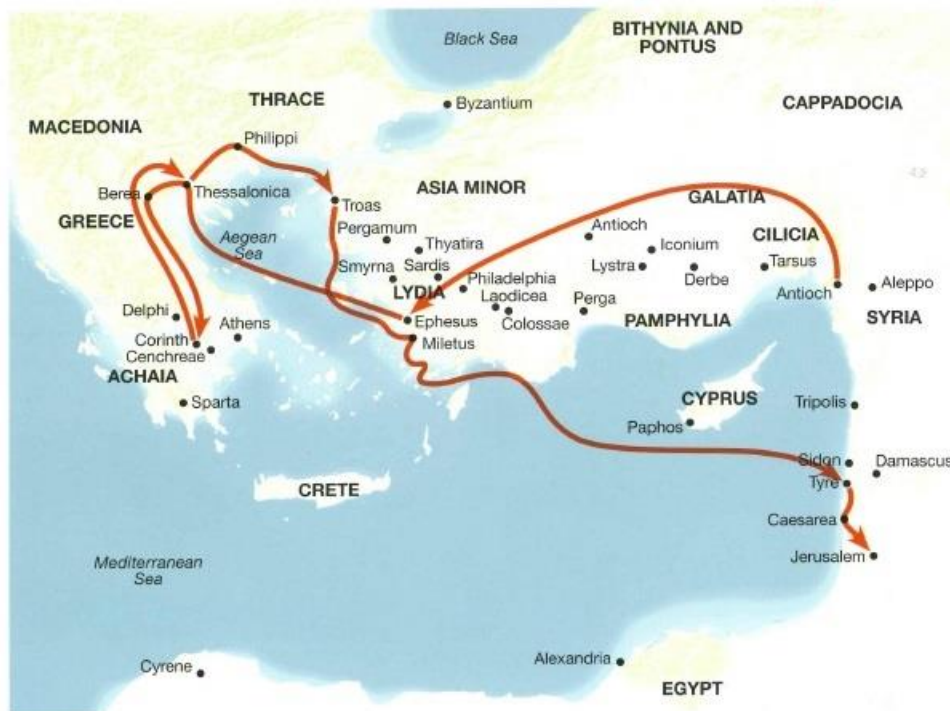 Black Sea
BITHYNIA AND
PONTUS
THRACE
Byzantium
CAPPADOCIA
MACEDONIA
Philippi
Berea
Thessalonica
ASIA MINOR
GALATIA
Troas
GREECE
Aegean
Sea
Pergamum
Antioch
Thyatira
Iconium
CILICIA
Smyrna
Sardis
Lystra
Derbe
Tarsus
Philadelphia
LYDIA
Laodicea
Antioch
Aleppo
Delphi
Athens
Ephesus
Colossae
Perga
PAMPHYLIA
SYRIA
Corinth
Miletus
Cenchreae
ACHAIA
Sparta
CYPRUS
Paphos
Tripolis
Sidon
Damascus
Tyre
CRETE
Caesarea
Jerusalem
Mediterranean
Sea
Cyrene
Alexandria
EGYPT